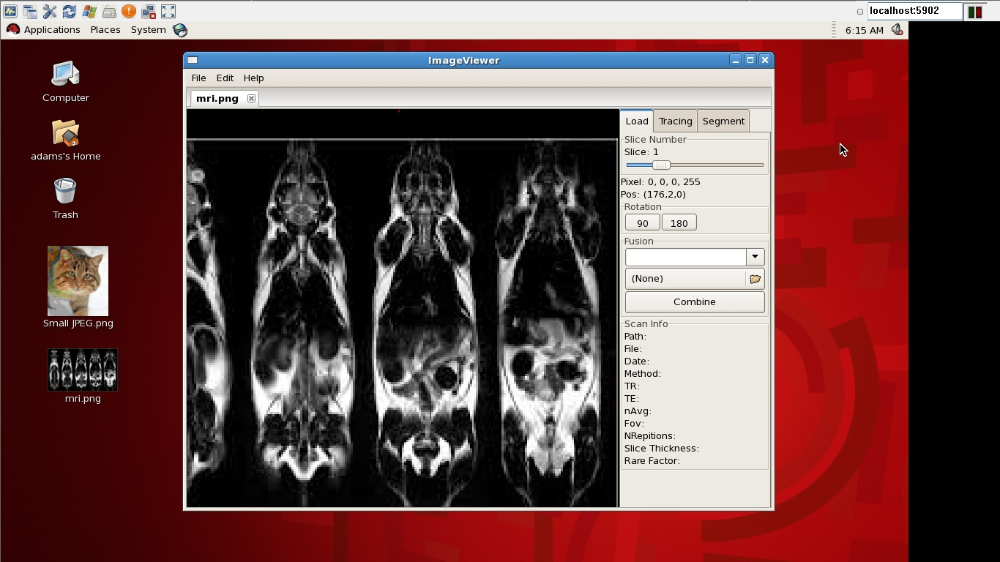 localhost:5902
Applications Places System 6:15 AM
ImageViewer
File Edit Help
mri.png
Computer
adams's Home
Trash
Small JPEG.png
mri.png
Load Tracing Segment
Slice Number
Slice: 1
Pixel: 0, 0, 0, 255
Pos: (176,2,0)
Rotation
90 180
Fusion
(None)
Combine
Scan Info
Path:
File:
Date:
Method:
TR:
TE:
nAvg:
Fov:
NRepitions:
Slice Thickness:
Rare Factor: